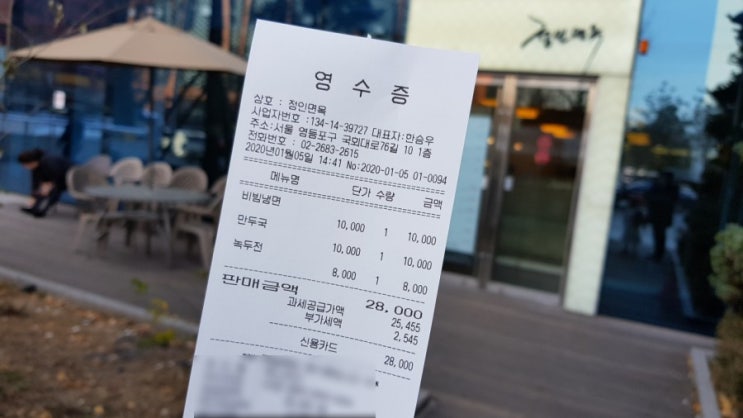 영 수 증
상호 : 정인면옥
사업자번호 :134-14-39727 대표자:한승우
주소:서울 영등포구 국회대로76길 10 1층
전화번호 : 02-2683-2615
2020년01월05일 14:41 No:2020-01-05 01-0094
메뉴명 단가 수량 금액
비빔냉면
10,000 1 10,000
만두국
10,000 1 10,000
녹두전
8,000 1 8,000
판매금액 28,000
과세공급가액 25,455
부가세액 2,545
신용카드 28,000